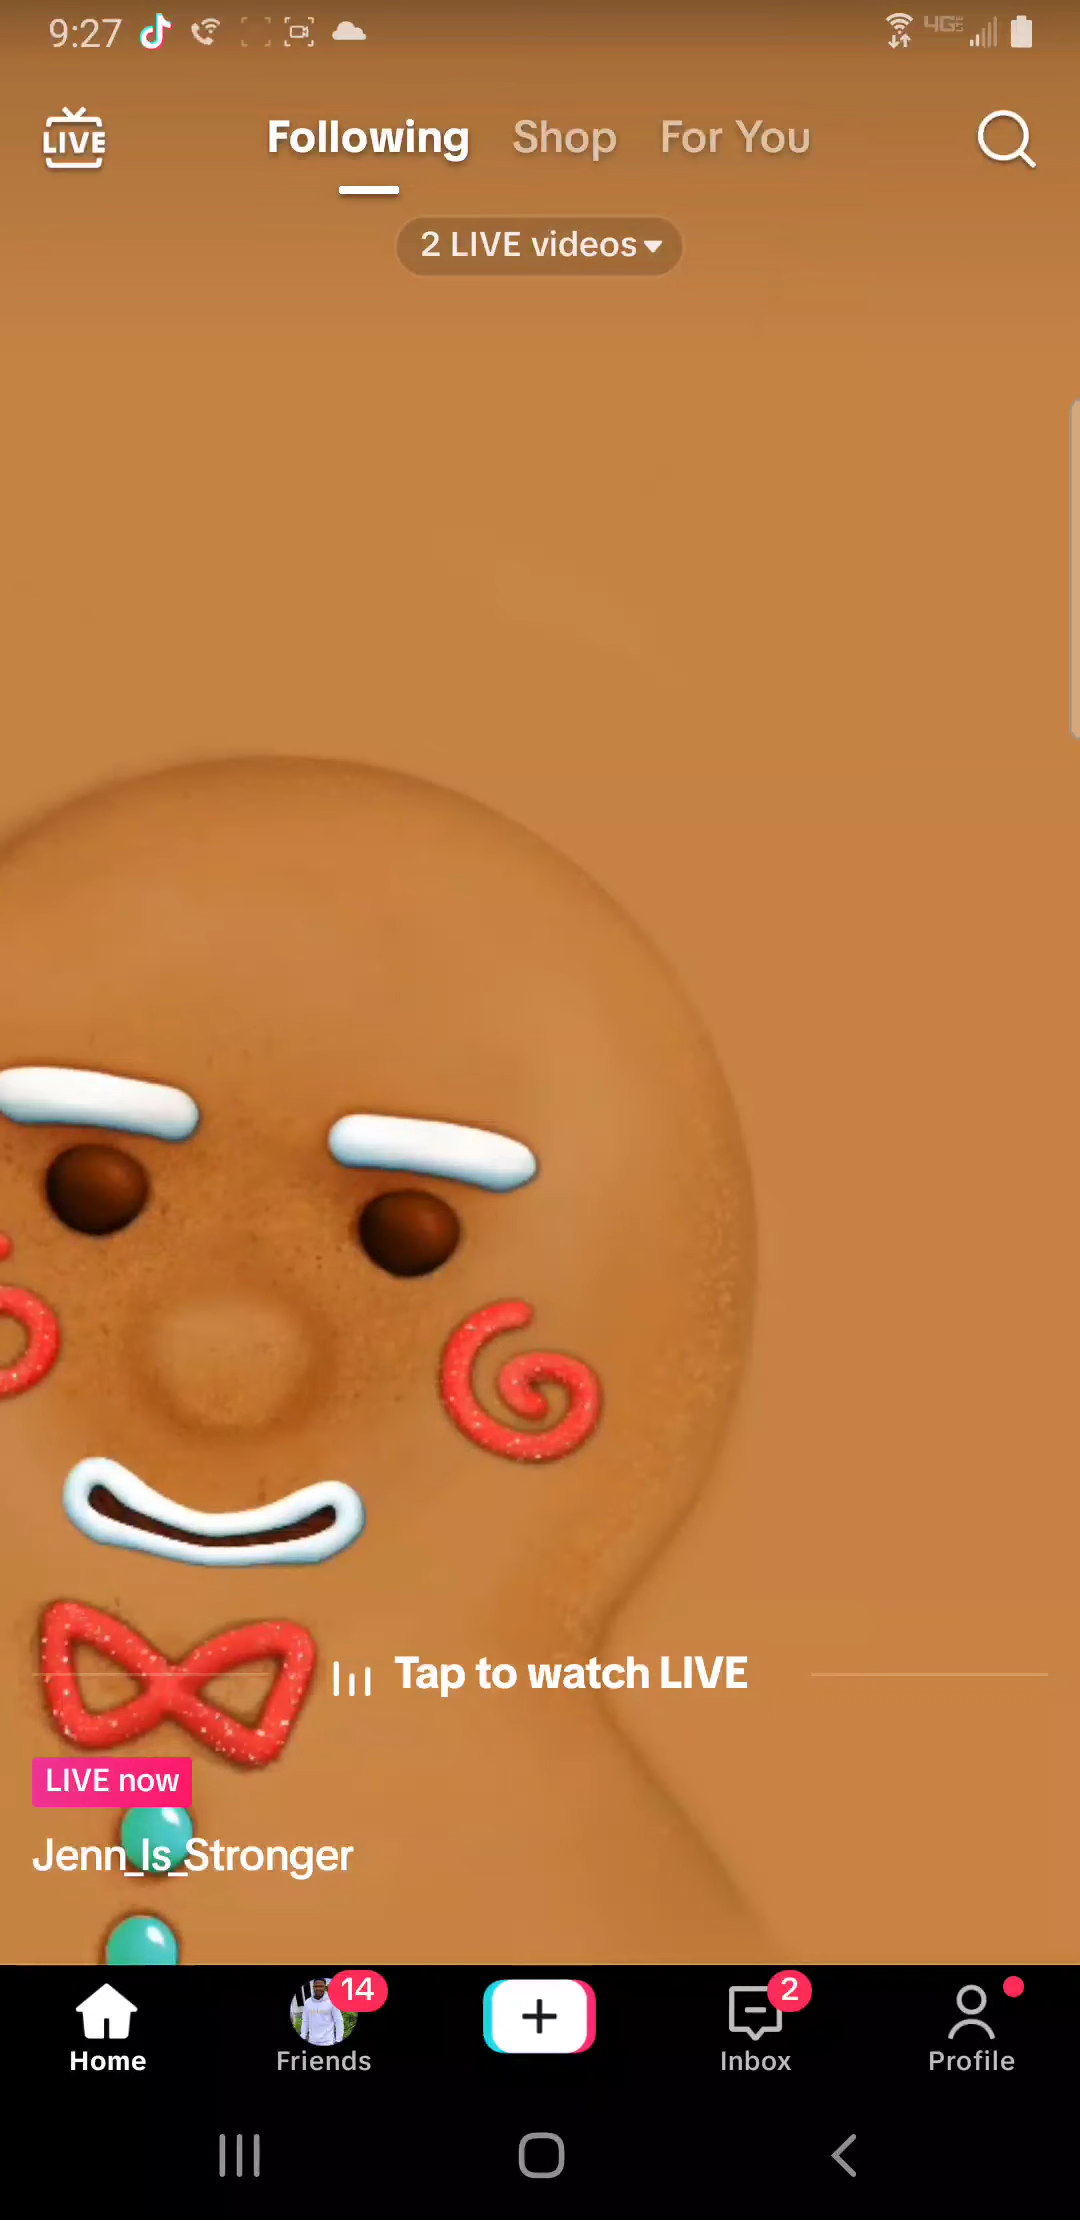 9:27
4GE
LIVE
Following Shop For You
2 LIVE videos
Tap to watch LIVE
LIVE now
Jenn_Is_Stronger
14
2
Home Friends Inbox Profile